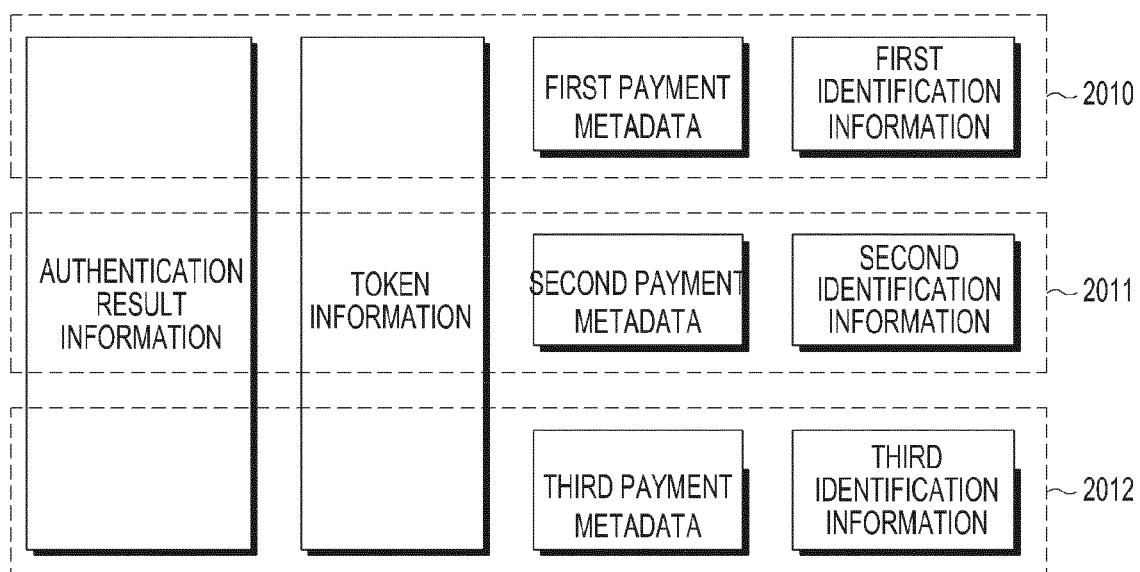 FIRST PAYMENT
METADATA
FIRST
IDENTIFICATION
INFORMATION
2010
AUTHENTICATION
RESULT
INFORMATION
TOKEN
INFORMATION
SECOND PAYMENT
METADATA
SECOND
IDENTIFICATION
INFORMATION
2011
THIRD PAYMENT
METADATA
THIRD
IDENTIFICATION
INFORMATION
2012